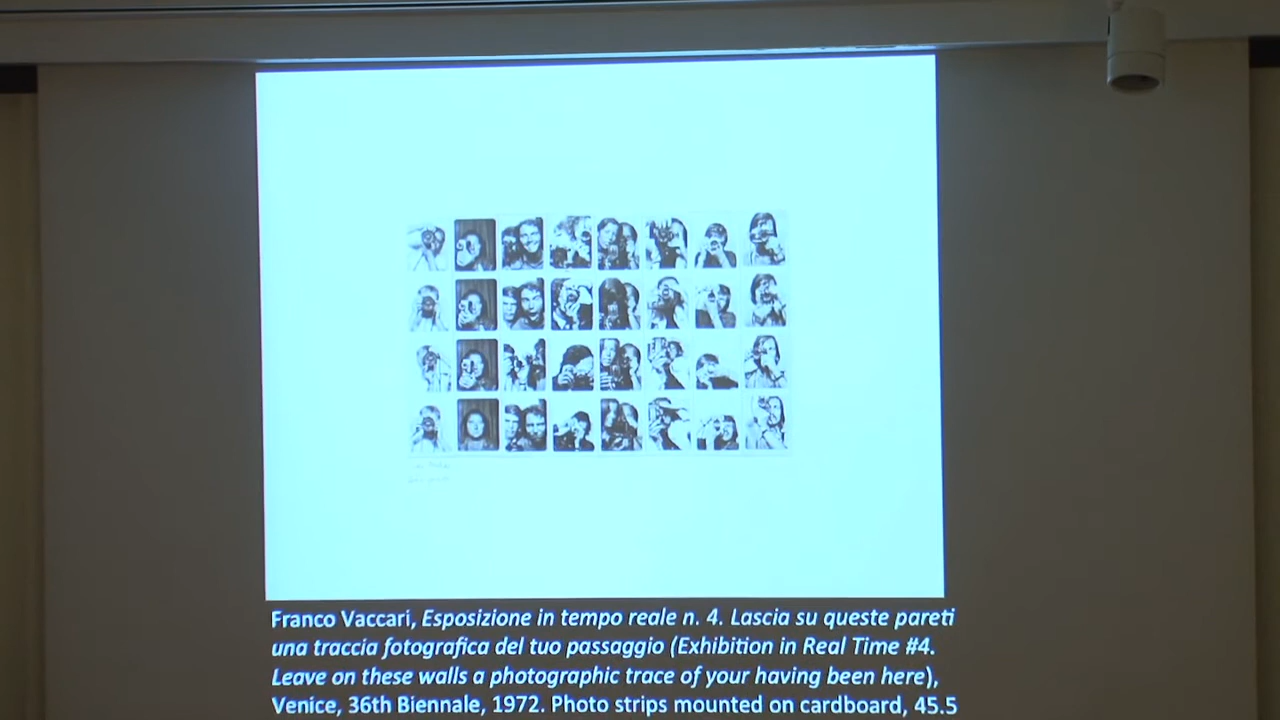 Franco Vaccari, Esposizione in tempo reale n. 4. Lascia su queste pareti
una traccia fotografica del tuo passaggio (Exhibition in Real Time #4.
Leave on these walls a photographic trace of your having been here),
Venice, 36th Biennale, 1972. Photo strips mounted on cardboard, 45.5